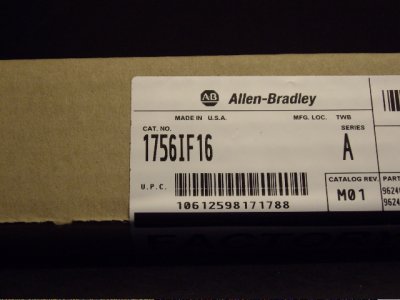 AB Allen-Bradley
MADE IN U.S.A. MFG. LOC. TWB
CAT. NO. SERIES
1756IF16 A
U.P.C. CATALOG REV. PART
10612598171788 M01